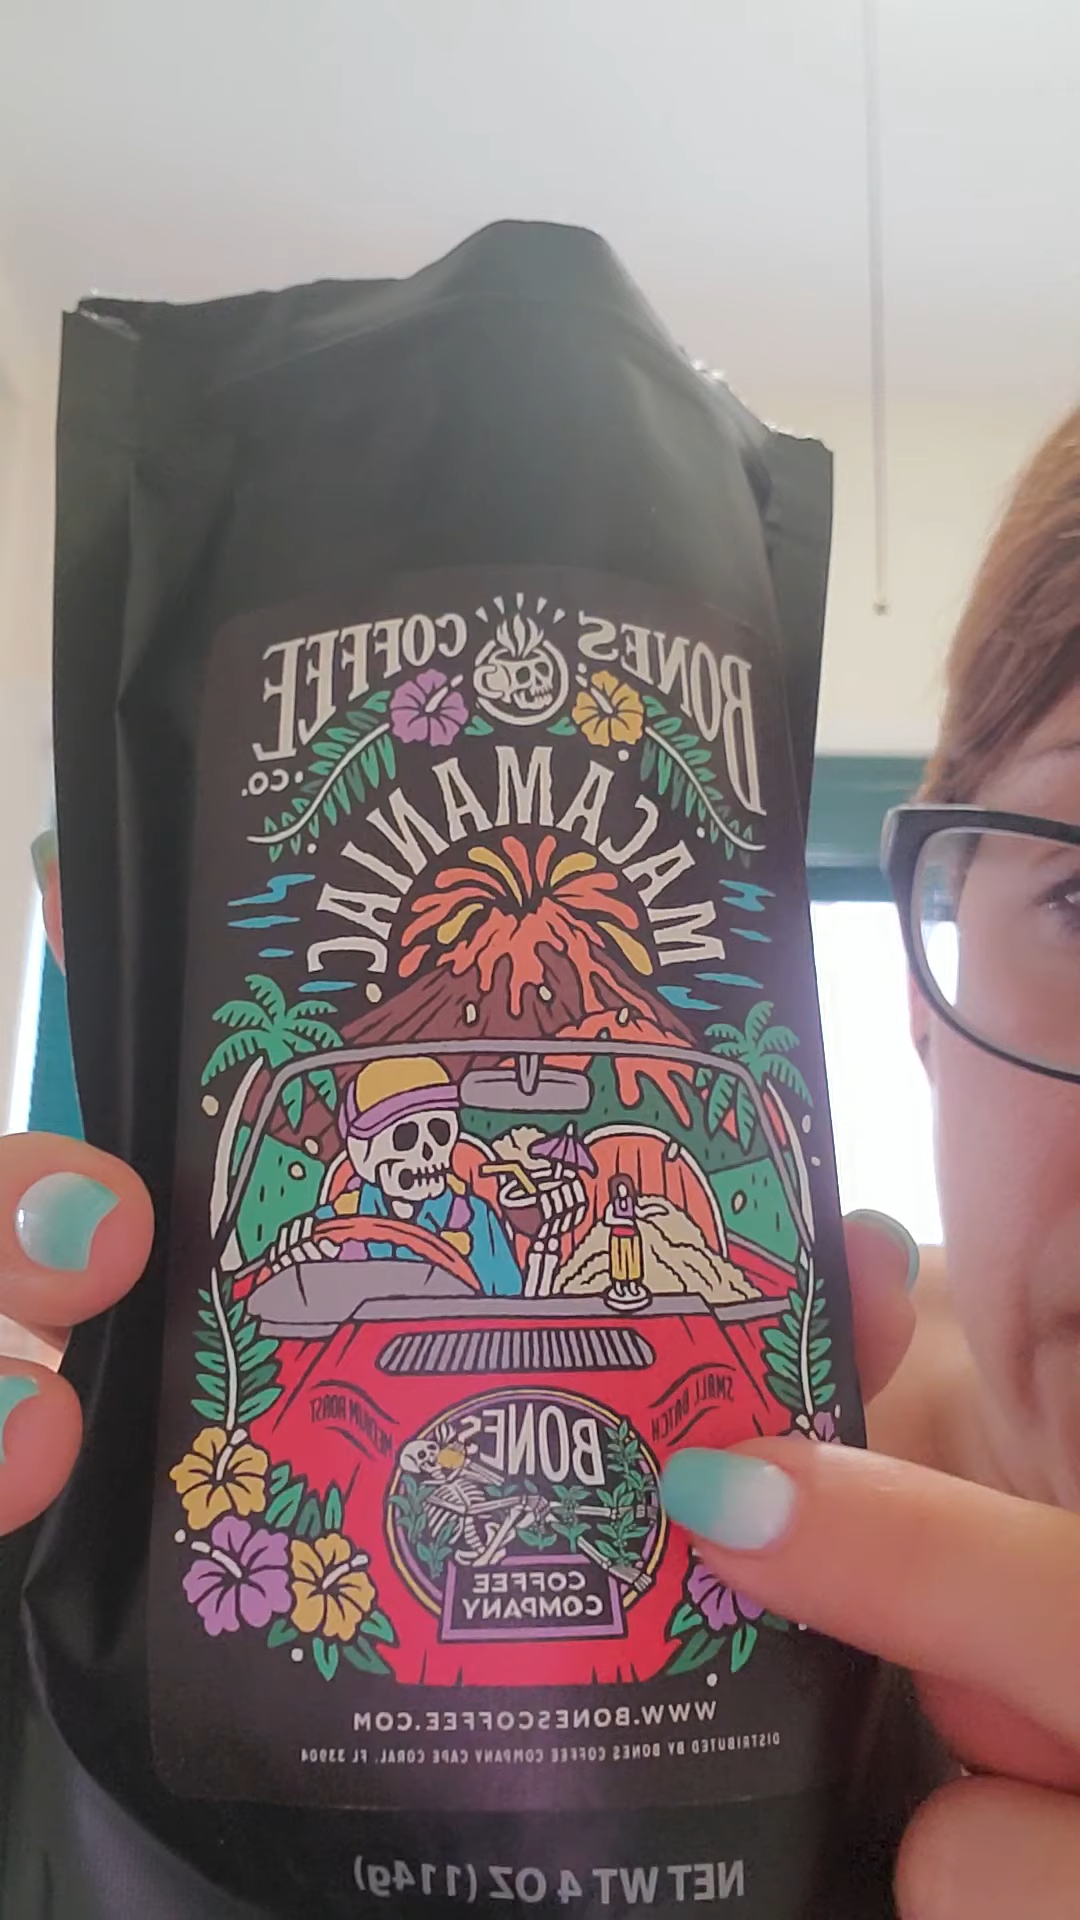 BONES COFFEE
CO.
MACAMANIAC
SMALL BATCH
MEDIUM ROAST
BONES
COFFEE
COMPANY
WWW.BONESCOFFEE.COM
DISTRIBUTED BY BONES COFFEE COMPANY CAPE CORAL, FL 33904
NET WT 4 OZ (114g)